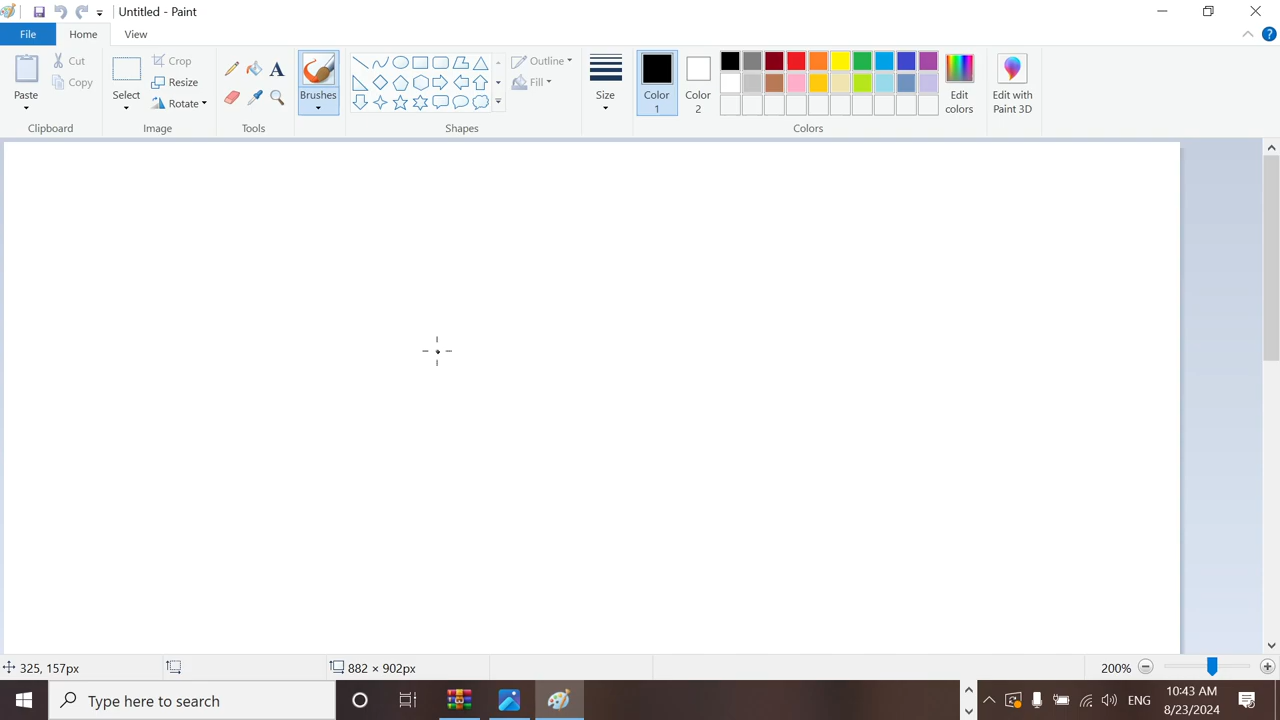 Untitled - Paint
File Home View
Paste
Cut
Copy
Clipboard
Select
Crop
Resize
Rotate
Image
Tools
Brushes
Shapes
Outline
Fill
Size
Color 1
Color 2
Edit colors
Colors
Edit with Paint 3D
325, 157px
882 × 902px
200%
Type here to search
ENG
10:43 AM
8/23/2024